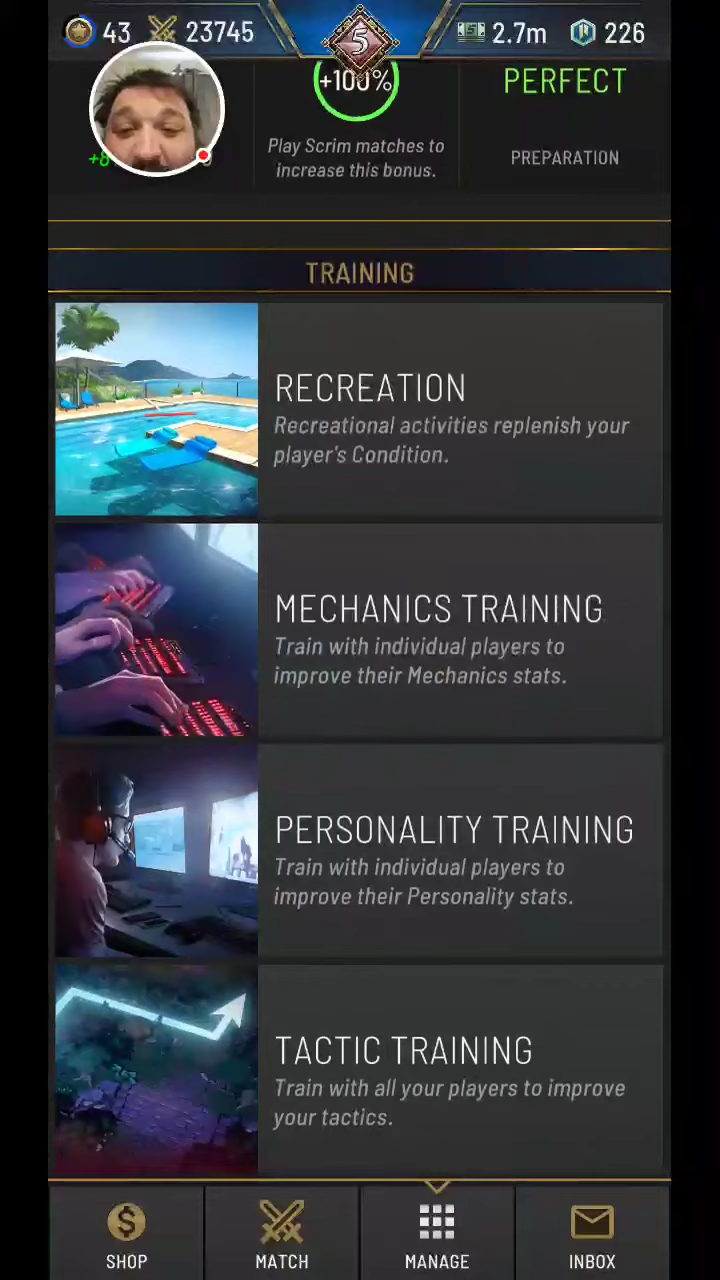 43 23745 5 2.7m 226
+100% PERFECT
Play Scrim matches to
increase this bonus.
PREPARATION
TRAINING
RECREATION
Recreational activities replenish your
player's Condition.
MECHANICS TRAINING
Train with individual players to
improve their Mechanics stats.
PERSONALITY TRAINING
Train with individual players to
improve their Personality stats.
TACTIC TRAINING
Train with all your players to improve
your tactics.
SHOP MATCH MANAGE INBOX